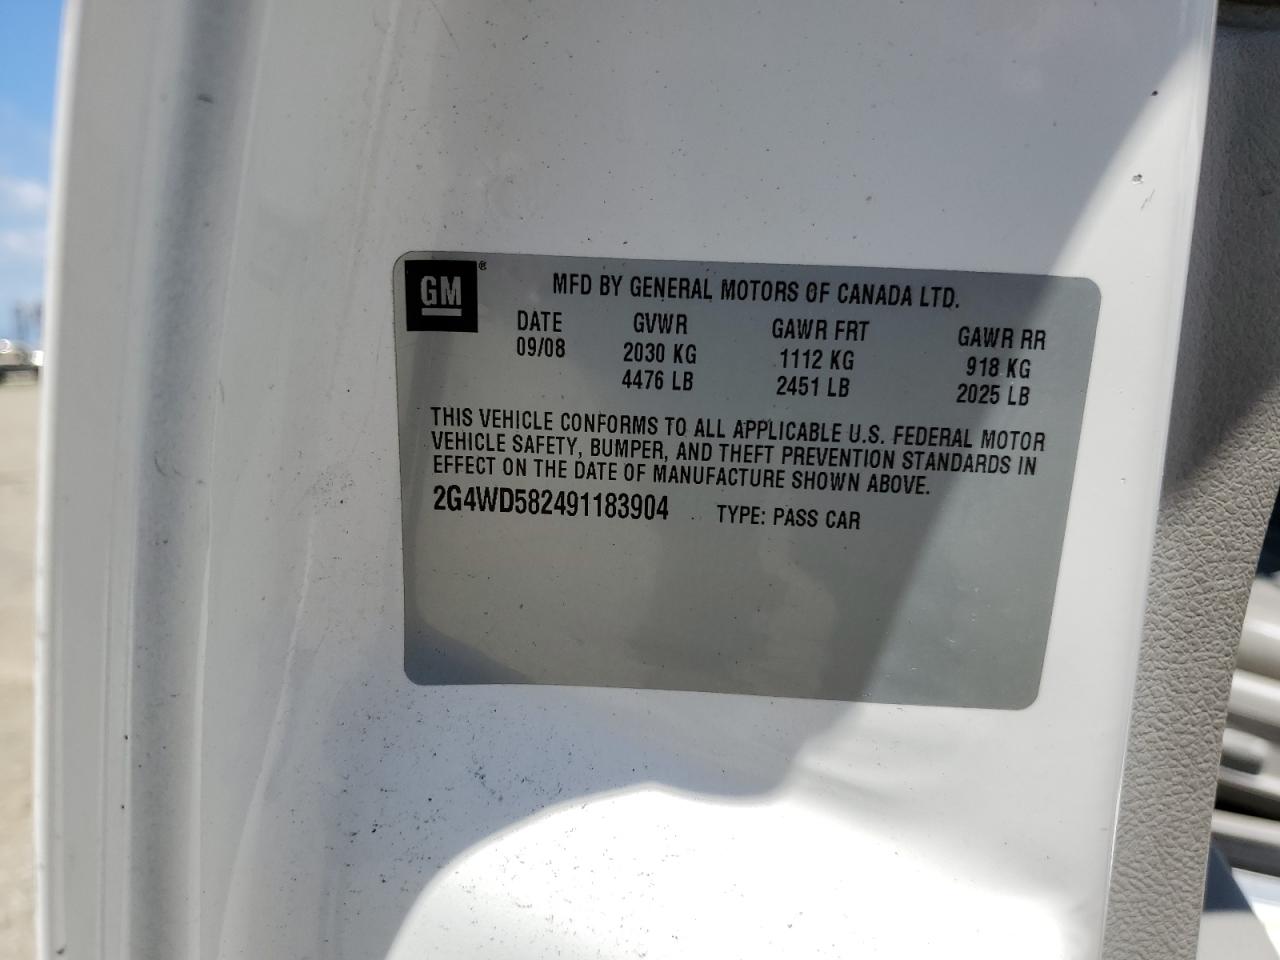 GM®
MFD BY GENERAL MOTORS OF CANADA LTD.
DATE GVWR GAWR FRT GAWR RR
09/08 2030 KG 1112 KG 918 KG
4476 LB 2451 LB 2025 LB
THIS VEHICLE CONFORMS TO ALL APPLICABLE U.S. FEDERAL MOTOR
VEHICLE SAFETY, BUMPER, AND THEFT PREVENTION STANDARDS IN
EFFECT ON THE DATE OF MANUFACTURE SHOWN ABOVE.
2G4WD582491183904 TYPE: PASS CAR